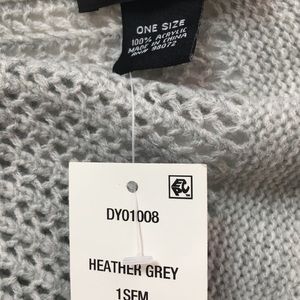 ONE SIZE
100% ACRYLIC
MADE IN CHINA
RN# 98072
DY01008
HEATHER GREY
1SFM